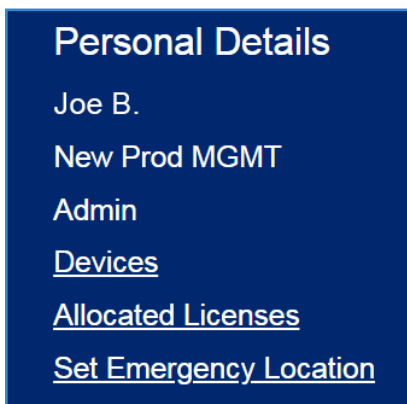 Personal Details
Joe B.
New Prod MGMT
Admin
Devices
Allocated Licenses
Set Emergency Location